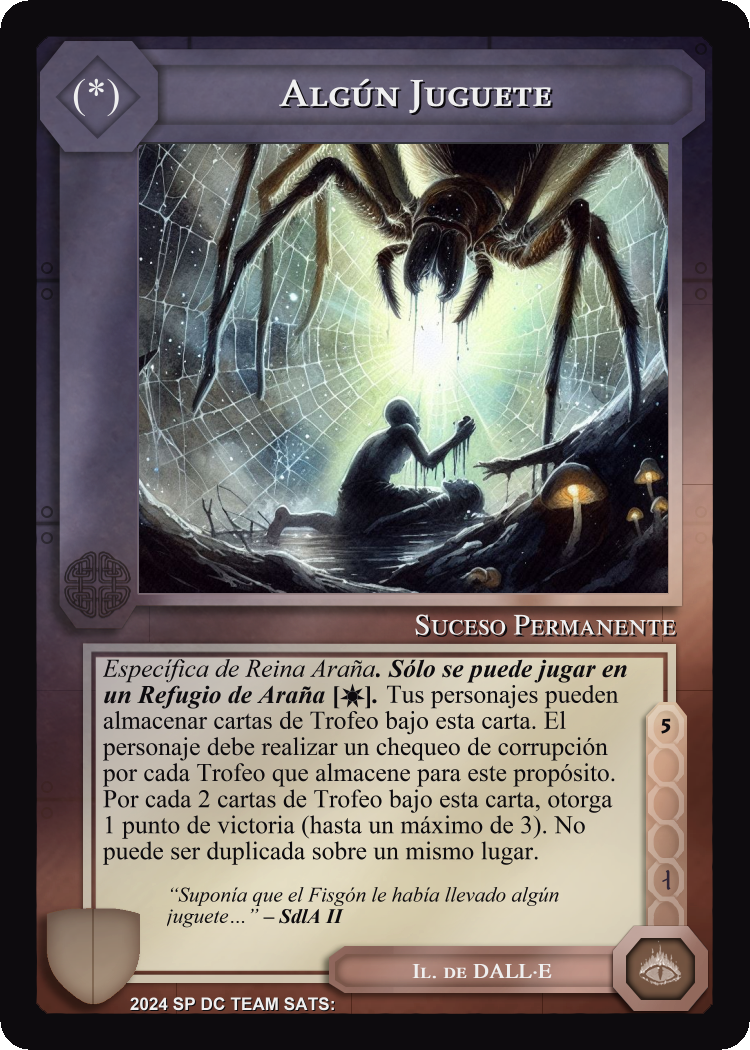 (*)
Algún Juguete
Suceso Permanente
Específica de Reina Araña. Sólo se puede jugar en
un Refugio de Araña [✷]. Tus personajes pueden
almacenar cartas de Trofeo bajo esta carta. El
personaje debe realizar un chequeo de corrupción
por cada Trofeo que almacene para este propósito.
Por cada 2 cartas de Trofeo bajo esta carta, otorga
1 punto de victoria (hasta un máximo de 3). No
puede ser duplicada sobre un mismo lugar.
5
“Suponía que el Fisgón le había llevado algún
juguete…” – SdlA II
Il. de DALL·E
2024 SP DC TEAM SATS: